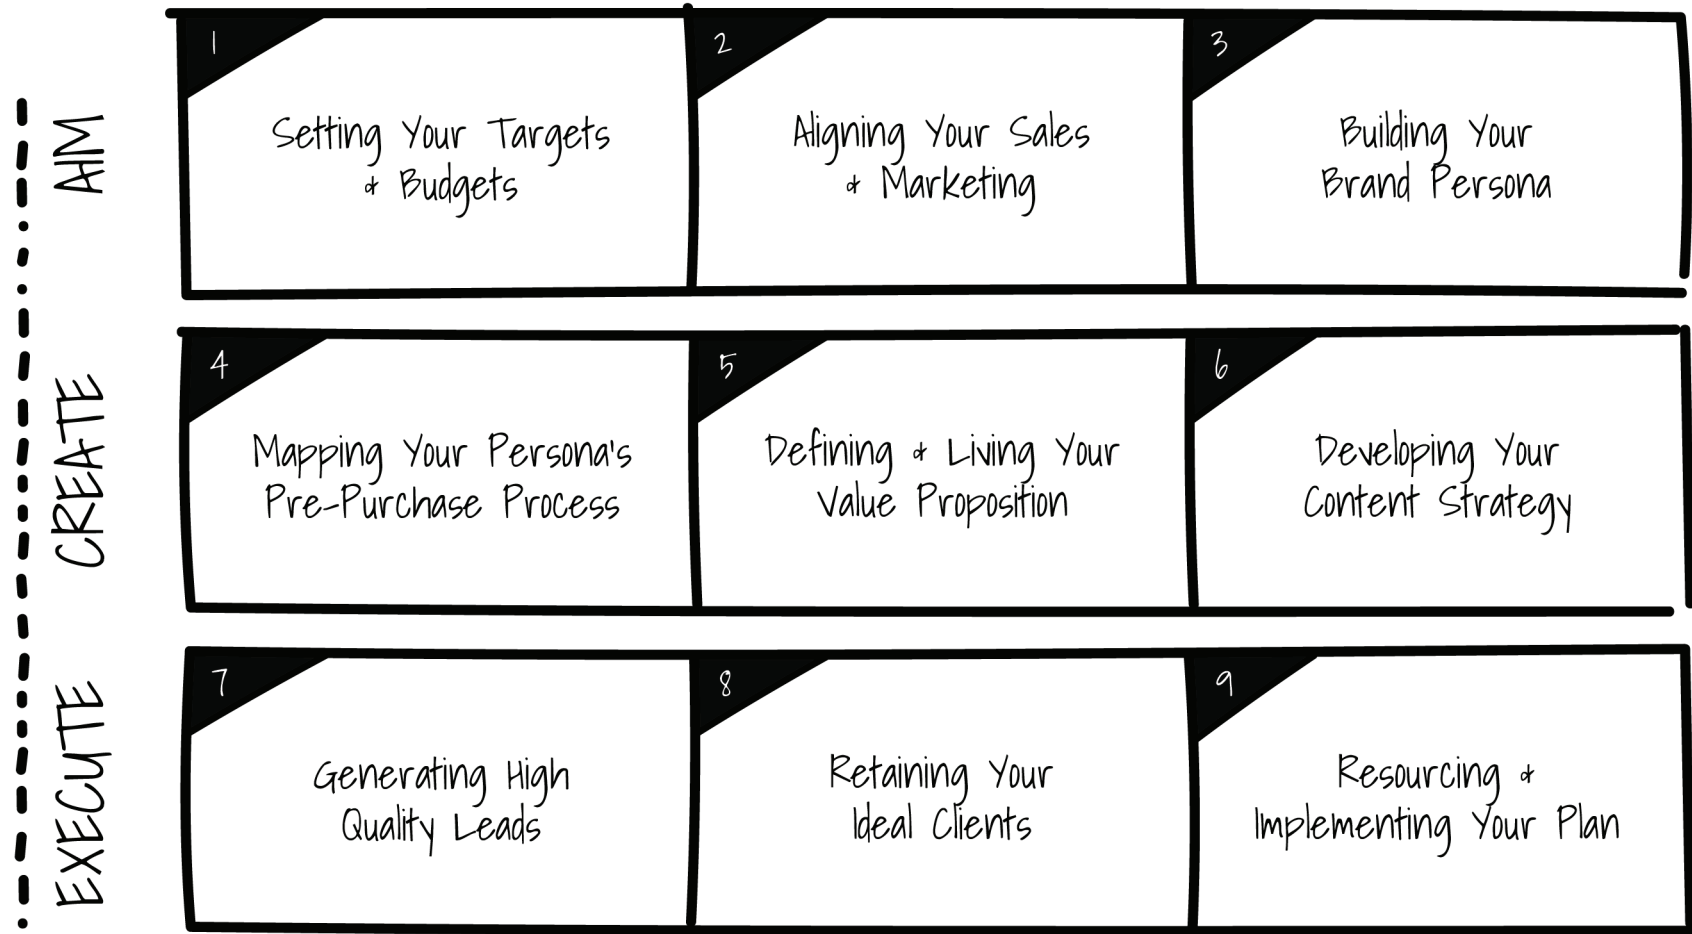 AIM
1
Setting Your Targets
& Budgets
2
Aligning Your Sales
& Marketing
3
Building Your
Brand Persona
CREATE
4
Mapping Your Persona's
Pre-Purchase Process
5
Defining & Living Your
Value Proposition
6
Developing Your
Content Strategy
EXECUTE
7
Generating High
Quality Leads
8
Retaining Your
Ideal Clients
9
Resourcing &
Implementing Your Plan